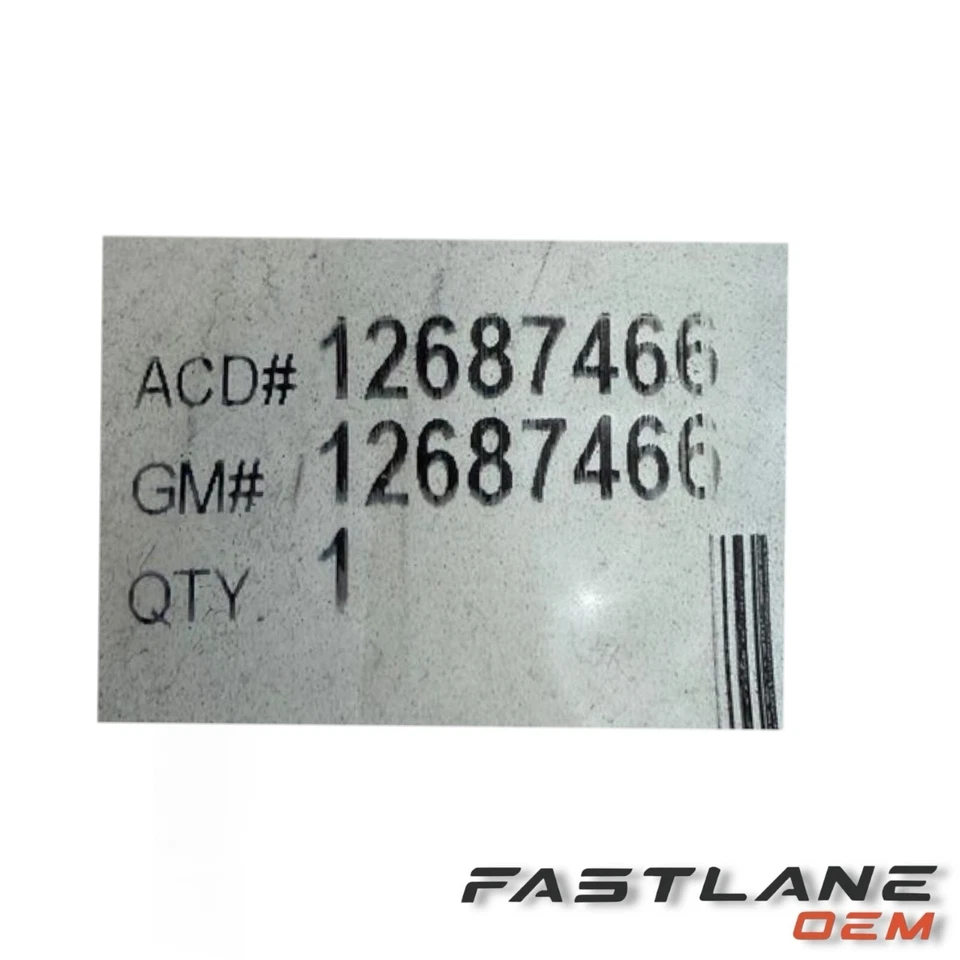 ACD# 12687466
GM# 12687466
QTY 1
FASTLANE
OEM